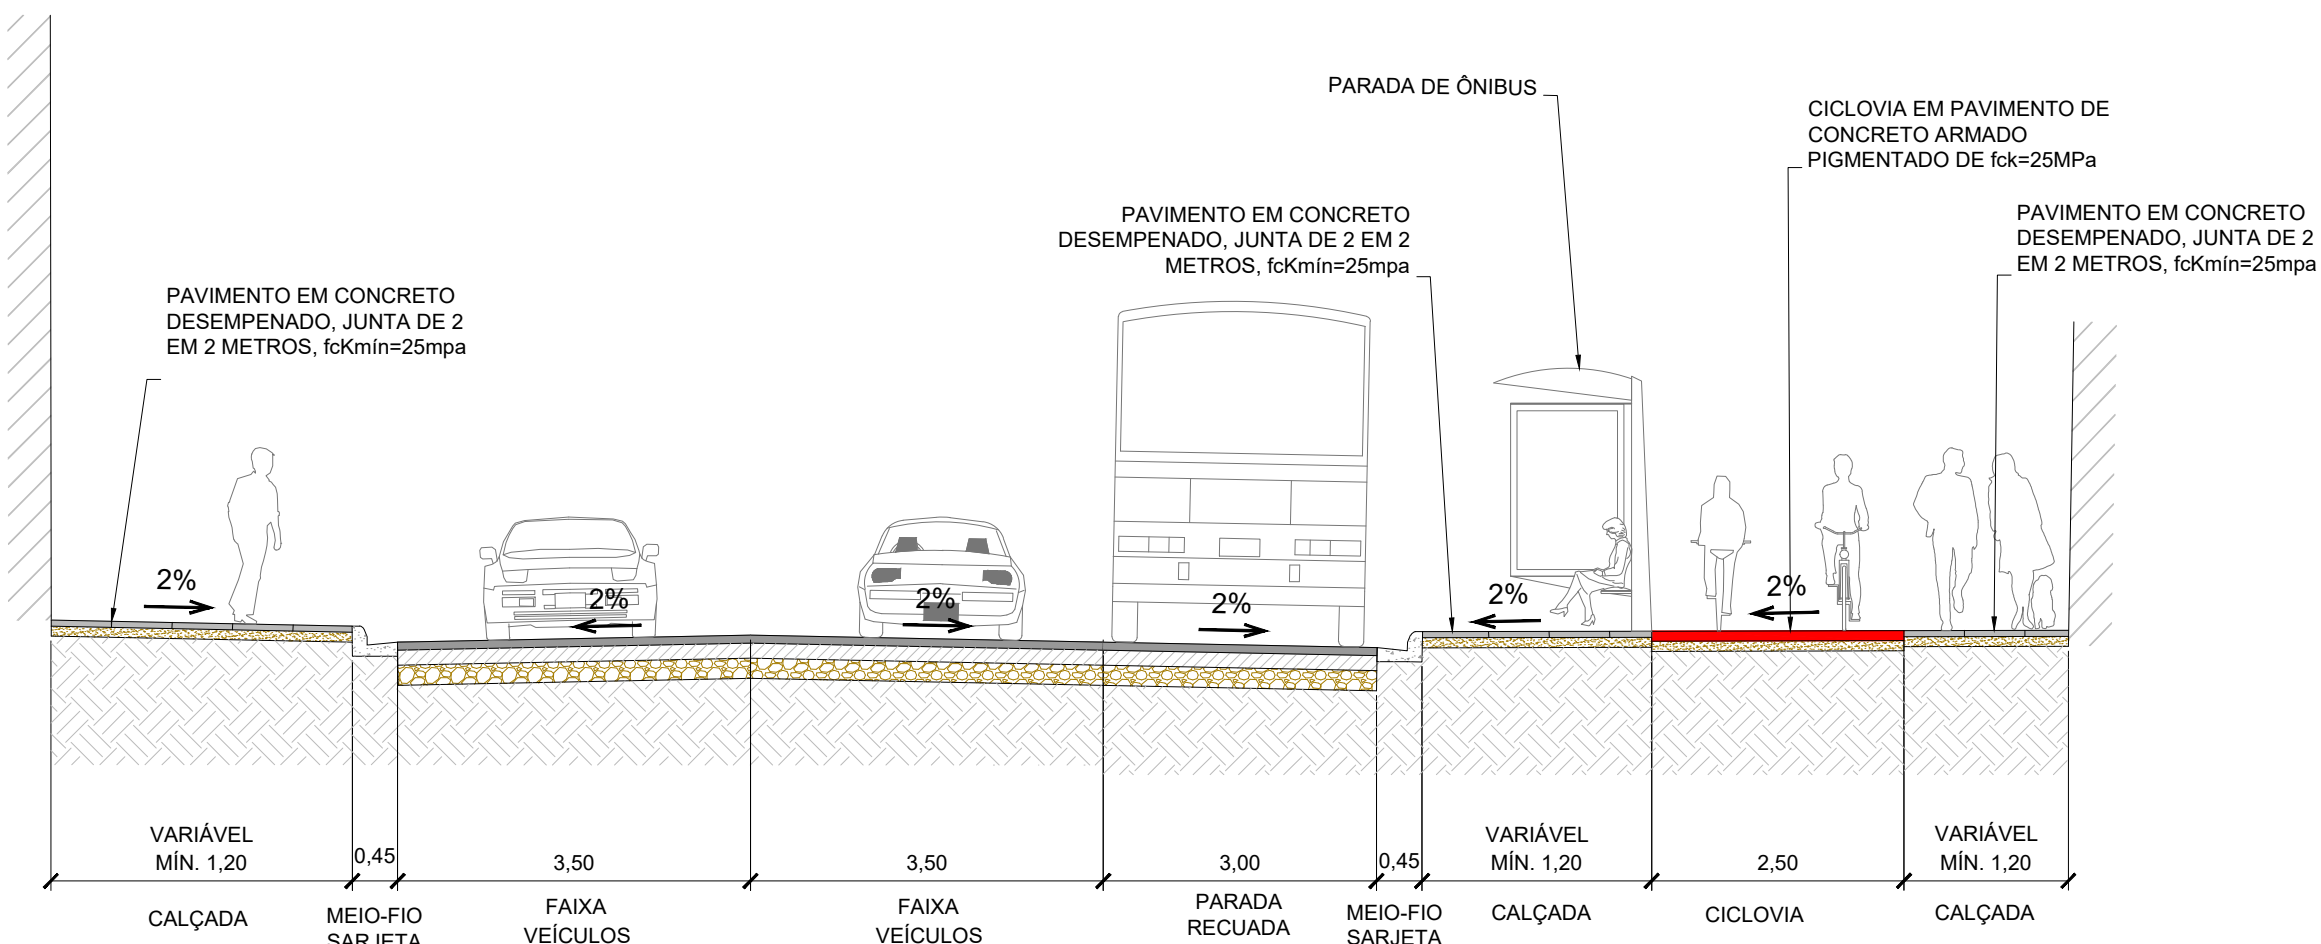 PARADA DE ÔNIBUS
CICLOVIA EM PAVIMENTO DE
CONCRETO ARMADO
PIGMENTADO DE fck=25MPa
PAVIMENTO EM CONCRETO
DESEMPENADO, JUNTA DE 2 EM 2
METROS, fcKmín=25mpa
PAVIMENTO EM CONCRETO
DESEMPENADO, JUNTA DE 2
EM 2 METROS, fcKmín=25mpa
PAVIMENTO EM CONCRETO
DESEMPENADO, JUNTA DE 2
EM 2 METROS, fcKmín=25mpa
2%
2%
2%
2%
2%
2%
VARIÁVEL
MÍN. 1,20
0,45
3,50
3,50
3,00
0,45
VARIÁVEL
MÍN. 1,20
2,50
VARIÁVEL
MÍN. 1,20
CALÇADA
MEIO-FIO
SARJETA
FAIXA
VEÍCULOS
FAIXA
VEÍCULOS
PARADA
RECUADA
MEIO-FIO
SARJETA
CALÇADA
CICLOVIA
CALÇADA